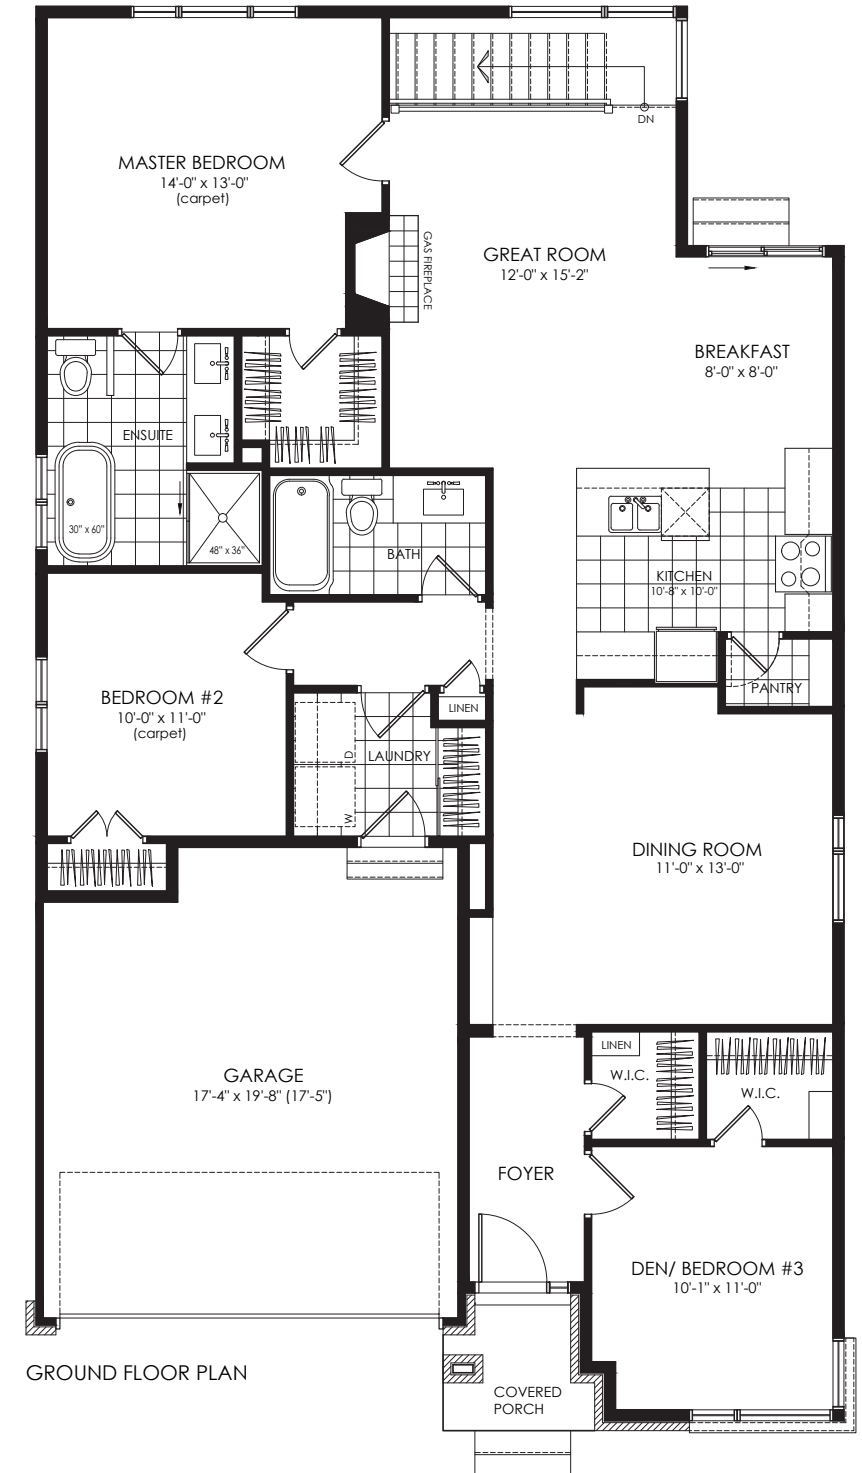 DN
MASTER BEDROOM
14'-0" x 13'-0"
(carpet)
GREAT ROOM
12'-0" x 15'-2"
GAS FIREPLACE
BREAKFAST
8'-0" x 8'-0"
ENSUITE
30" x 60"
48" x 36"
BATH
KITCHEN
10'-8" x 10'-0"
PANTRY
BEDROOM #2
10'-0" x 11'-0"
(carpet)
LINEN
LAUNDRY
D
W
DINING ROOM
11'-0" x 13'-0"
LINEN
W.I.C.
W.I.C.
GARAGE
17'-4" x 19'-8" (17'-5")
FOYER
DEN/ BEDROOM #3
10'-1" x 11'-0"
GROUND FLOOR PLAN
COVERED
PORCH